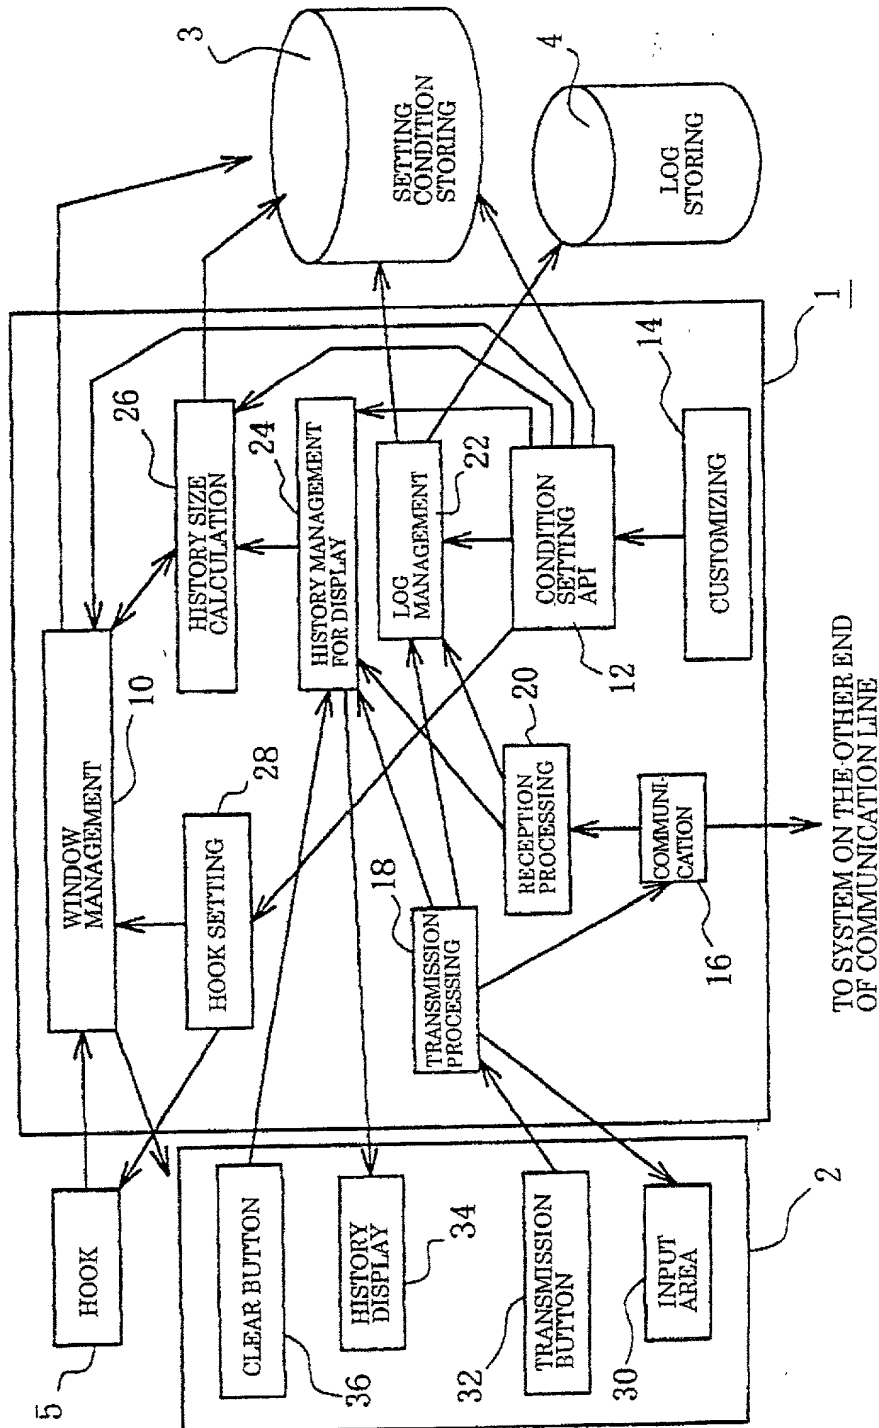 5
HOOK
CLEAR BUTTON
36
HISTORY
DISPLAY
34
TRANSMISSION
BUTTON
32
INPUT
AREA
30
2
WINDOW
MANAGEMENT
10
HOOK SETTING
28
HISTORY SIZE
CALCULATION
26
HISTORY MANAGEMENT
FOR DISPLAY
24
LOG
MANAGEMENT
22
TRANSMISSION
PROCESSING
18
RECEPTION
PROCESSING
20
CONDITION
SETTING
API
12
COMMUNI-
CATION
16
CUSTOMIZING
14
1
SETTING
CONDITION
STORING
3
LOG
STORING
4
TO SYSTEM ON THE OTHER END
OF COMMUNICATION LINE